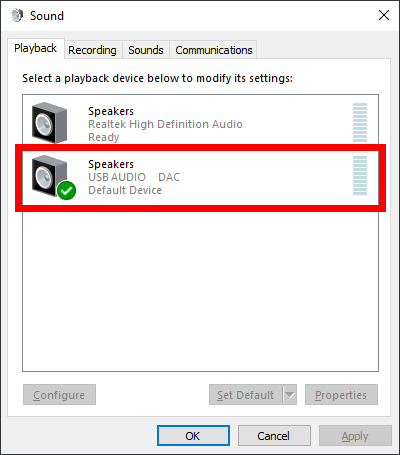 Sound
Playback Recording Sounds Communications
Select a playback device below to modify its settings:
Speakers
Realtek High Definition Audio
Ready
Speakers
USB AUDIO DAC
Default Device
Configure Set Default Properties
OK Cancel Apply